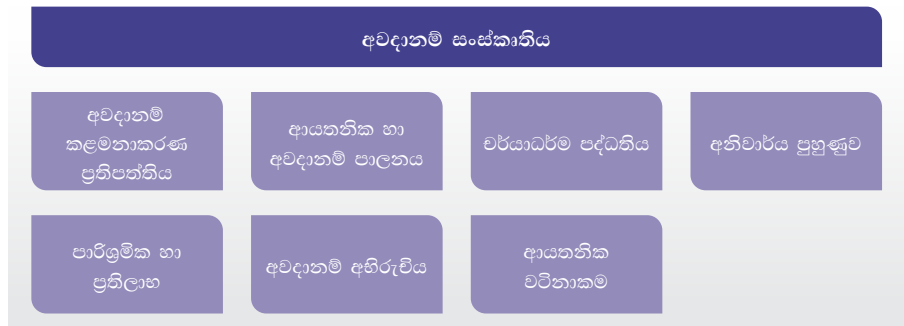 අවදානම් සංස්කෘතිය
අවදානම්
කළමනාකරණ
ප්‍රතිපත්තිය
ආයතනික හා
අවදානම් පාලනය
චර්යාධර්ම පද්ධතිය
අනිවාර්ය පුහුණුව
පාරිශ්‍රමික හා
ප්‍රතිලාභ
අවදානම් අභිරුචිය
ආයතනික
වටිනාකම